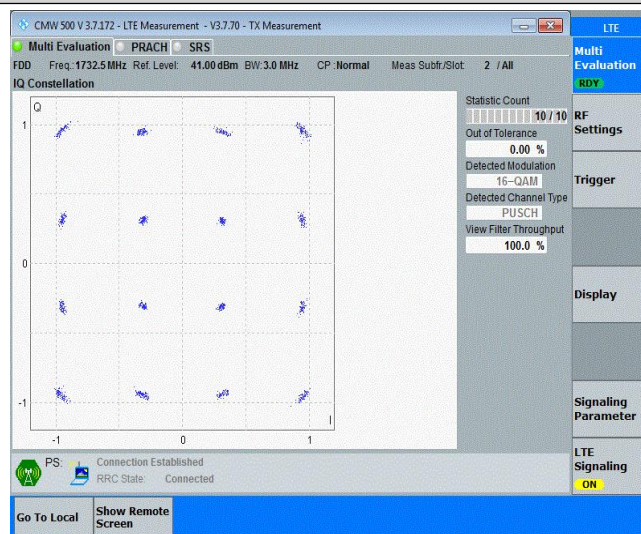 CMW 500 V 3.7.172 - LTE Measurement - V3.7.70 - TX Measurement
LTE
Multi Evaluation PRACH SRS
Multi
Evaluation
RDY
FDD Freq.:1732.5 MHz Ref. Level: 41.00 dBm BW:3.0 MHz CP :Normal Meas Subfr./Slot: 2 / All
IQ Constellation
Q
1
0
-1
-1 0 1
I
Statistic Count
10 / 10
Out of Tolerance
0.00 %
Detected Modulation
16-QAM
Detected Channel Type
PUSCH
View Filter Throughput
100.0 %
RF
Settings
Trigger
Display
Signaling
Parameter
LTE
Signaling
ON
PS: Connection Established
RRC State: Connected
Go To Local
Show Remote
Screen